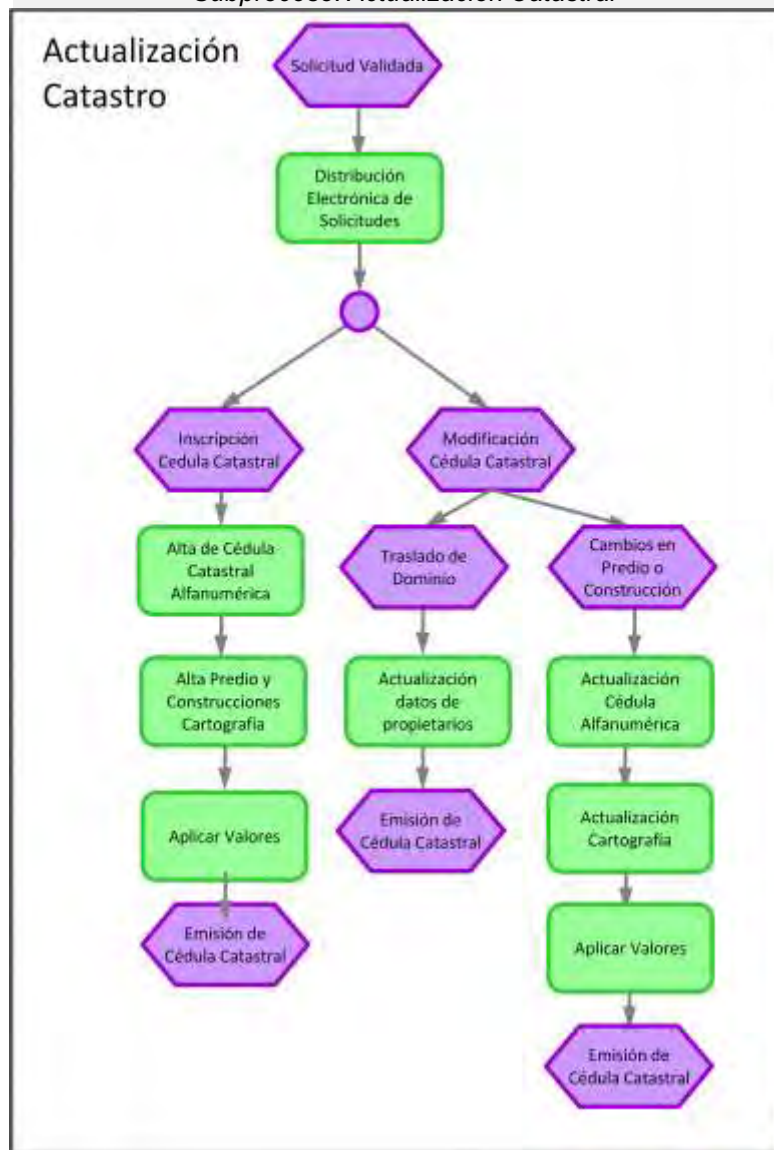 Subproceso: Actualización Catastral
Actualización
Catastro
Solicitud Validada
Distribución
Electrónica de
Solicitudes
Inscripción
Cedula Catastral
Modificación
Cédula Catastral
Alta de Cédula
Catastral
Alfanumérica
Traslado de
Dominio
Cambios en
Predio o
Construcción
Alta Predio y
Construcciones
Cartografia
Actualización
datos de
propietarios
Actualización
Cédula
Alfanumérica
Aplicar Valores
Emisión de
Cédula Catastral
Actualización
Cartografía
Emisión de
Cédula Catastral
Aplicar Valores
Emisión de
Cédula Catastral